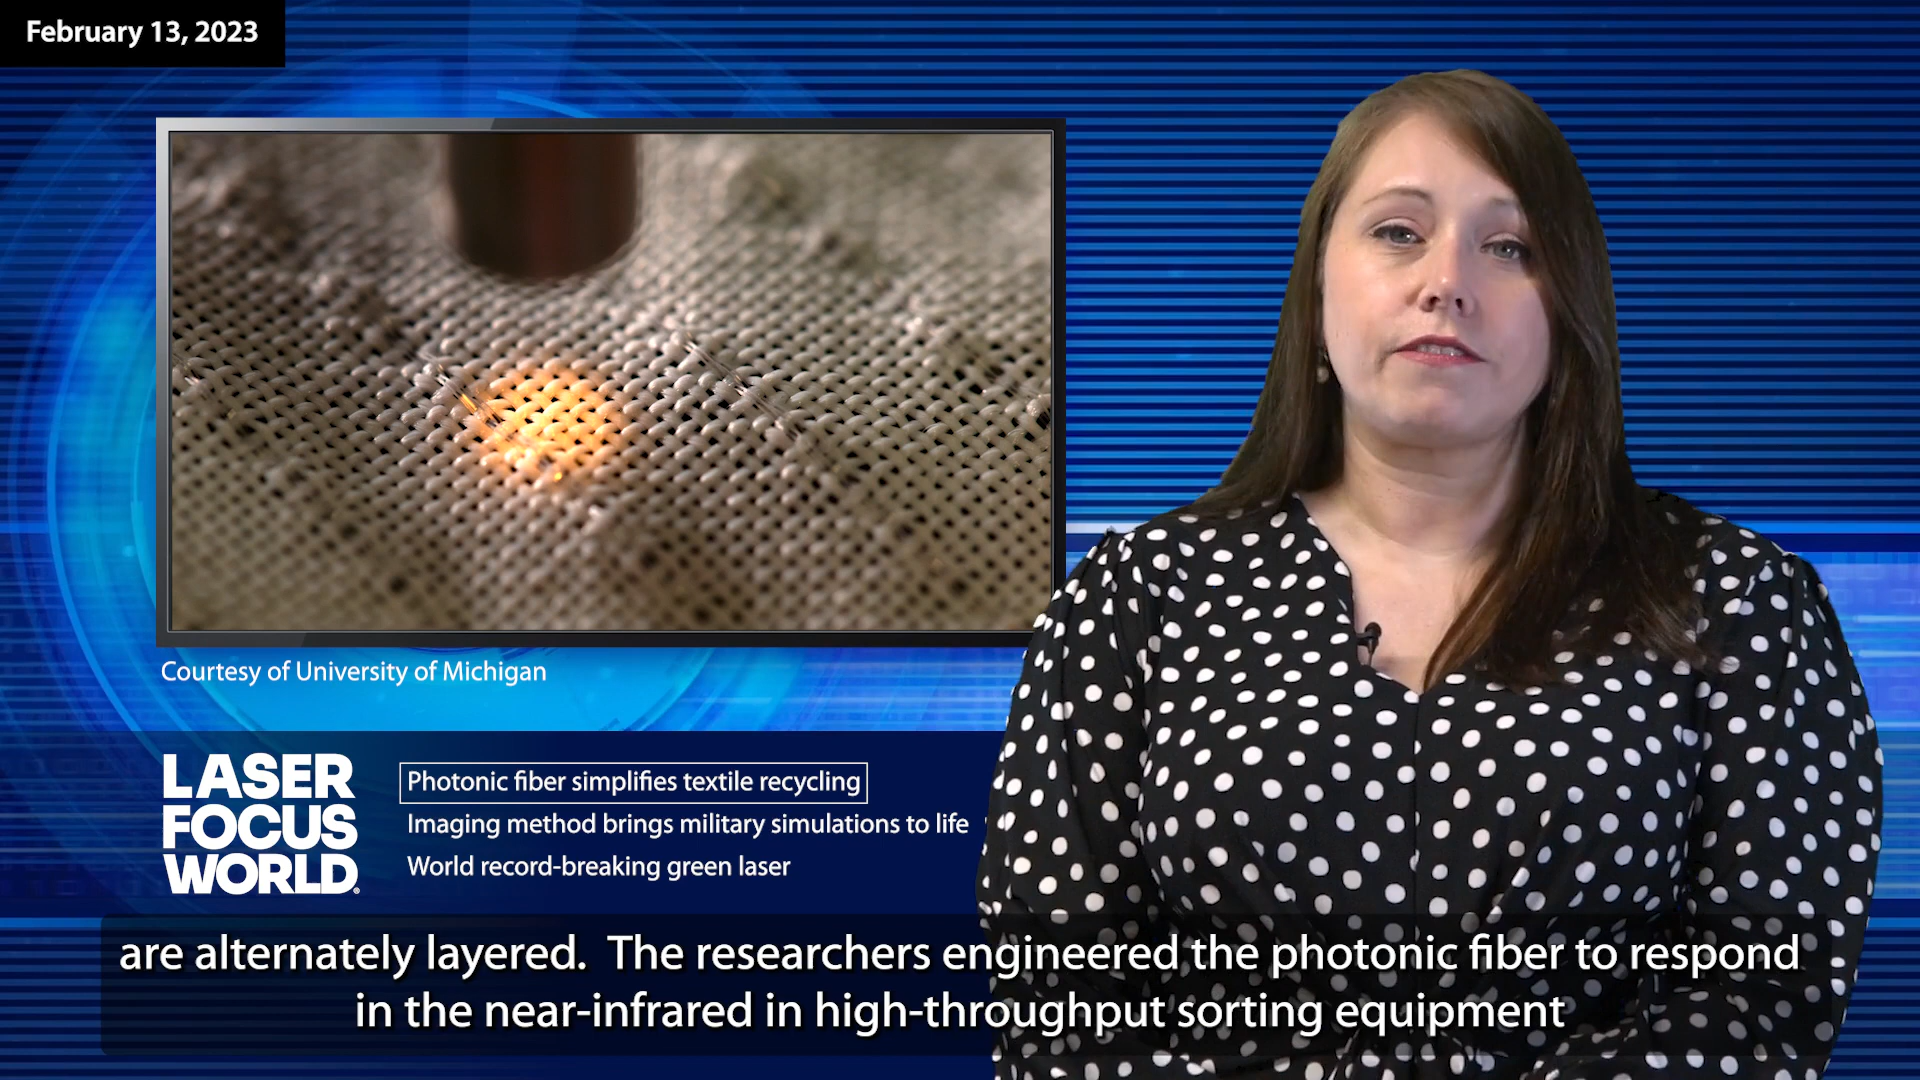 February 13, 2023
Courtesy of University of Michigan
LASER
FOCUS
WORLD®
Photonic fiber simplifies textile recycling
Imaging method brings military simulations to life
World record-breaking green laser
are alternately layered.  The researchers engineered the photonic fiber to respond
in the near-infrared in high-throughput sorting equipment